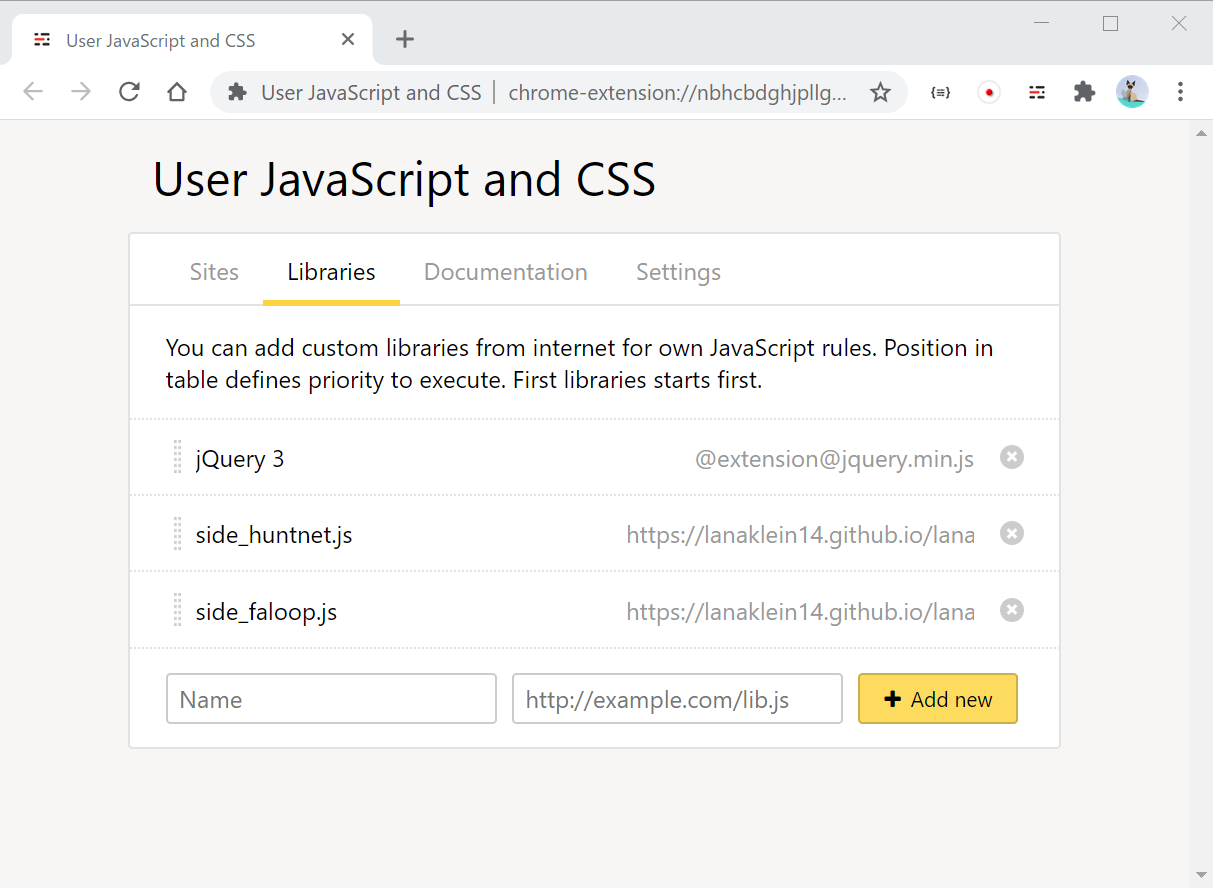 User JavaScript and CSS
User JavaScript and CSS | chrome-extension://nbhcbdghjpllg...
User JavaScript and CSS
Sites Libraries Documentation Settings
You can add custom libraries from internet for own JavaScript rules. Position in
table defines priority to execute. First libraries starts first.
jQuery 3 @extension@jquery.min.js
side_huntnet.js https://lanaklein14.github.io/lana
side_faloop.js https://lanaklein14.github.io/lana
Name http://example.com/lib.js Add new